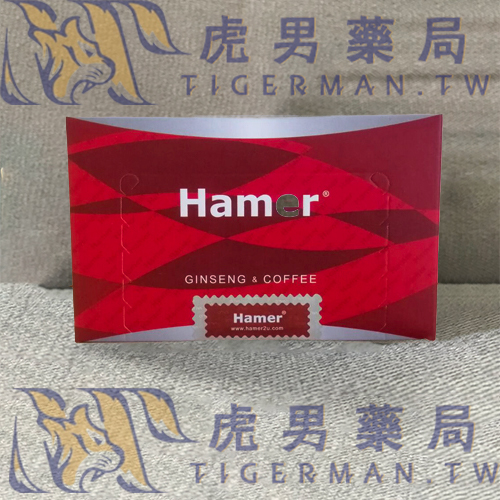 虎男藥局
TIGERMAN.TW
Hamer®
GINSENG & COFFEE
Hamer®
www.hamer2u.com
虎男藥局
TIGERMAN.TW